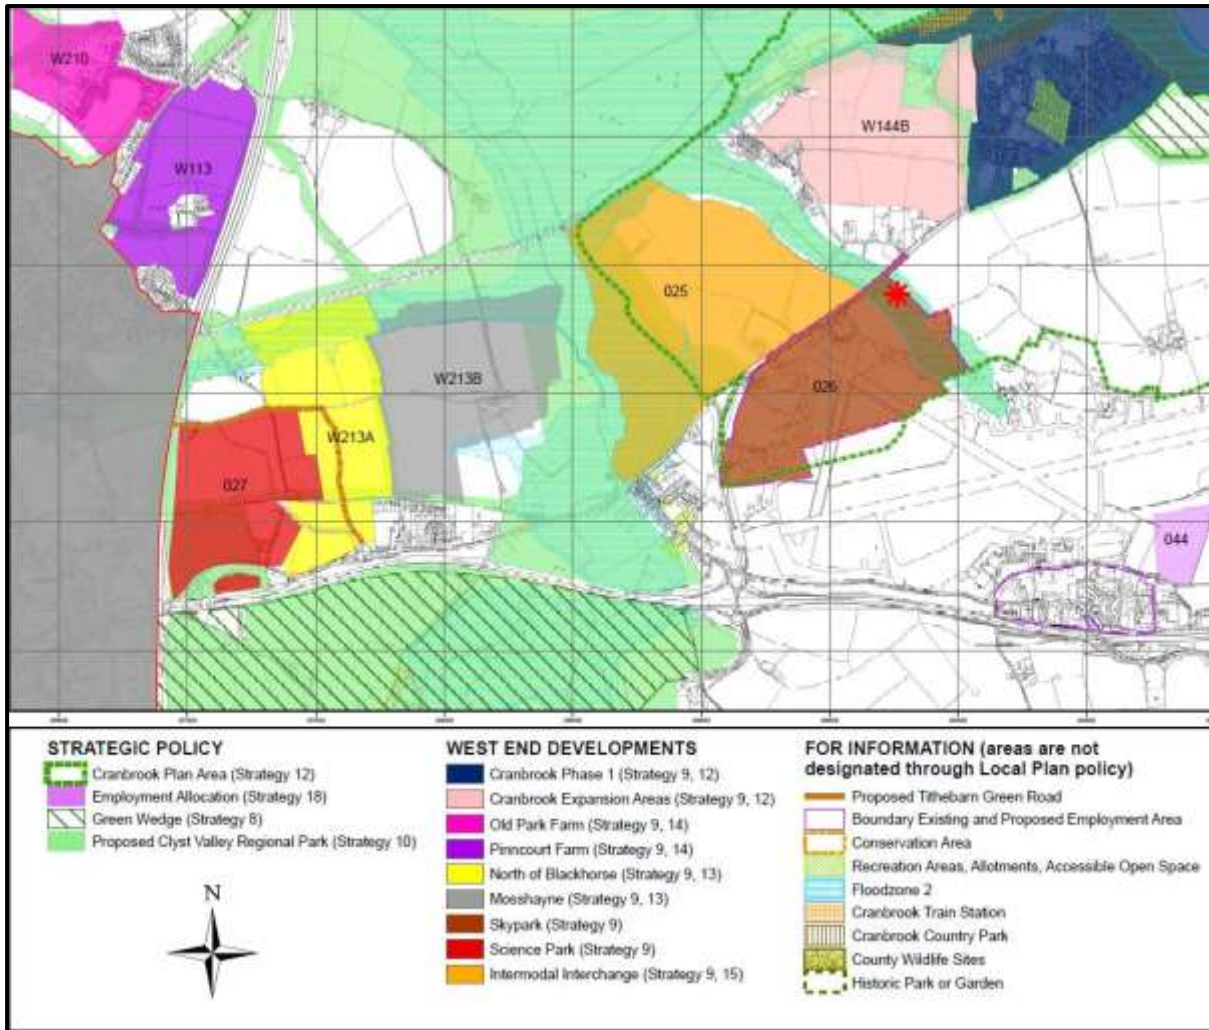 W210
W113
W144B
025
026
W213B
W213A
027
044
STRATEGIC POLICY
Cranbrook Plan Area (Strategy 12)
Employment Allocation (Strategy 18)
Green Wedge (Strategy 8)
Proposed Clyst Valley Regional Park (Strategy 10)
N
WEST END DEVELOPMENTS
Cranbrook Phase 1 (Strategy 9, 12)
Cranbrook Expansion Areas (Strategy 9, 12)
Old Park Farm (Strategy 9, 14)
Pinncourt Farm (Strategy 9, 14)
North of Blackhorse (Strategy 9, 13)
Mosshayne (Strategy 9, 13)
Skypark (Strategy 9)
Science Park (Strategy 9)
Intermodal Interchange (Strategy 9, 15)
FOR INFORMATION (areas are not
designated through Local Plan policy)
Proposed Tithebarn Green Road
Boundary Existing and Proposed Employment Area
Conservation Area
Recreation Areas, Allotments, Accessible Open Space
Floodzone 2
Cranbrook Train Station
Cranbrook Country Park
County Wildlife Sites
Historic Park or Garden